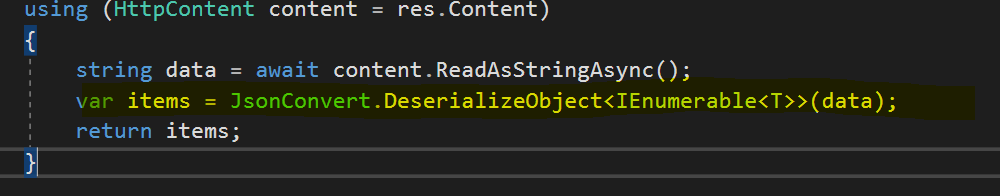 using (HttpContent content = res.Content)
{
string data = await content.ReadAsStringAsync();
var items = JsonConvert.DeserializeObject<IEnumerable<T>>(data);
return items;
}